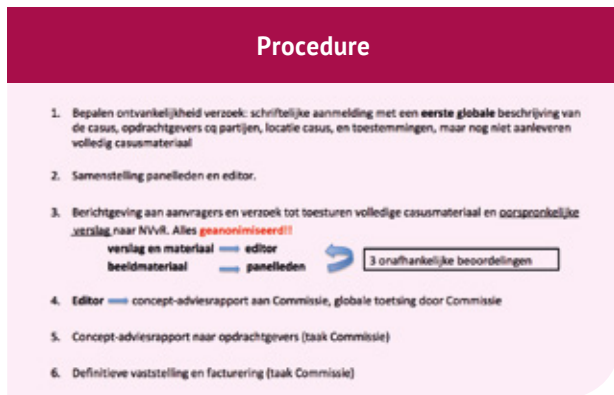 Procedure
1. Bepalen ontvankelijkheid verzoek: schriftelijke aanmelding met een eerste globale beschrijving van
de casus, opdrachtgevers cq partijen, locatie casus, en toestemmingen, maar nog niet aanleveren
volledig casusmateriaal
2. Samenstelling panelleden en editor.
3. Berichtgeving aan aanvragers en verzoek tot toesturen volledige casusmateriaal en oorspronkelijke
verslag naar NVvR. Alles geanonimiseerd!!
verslag en materiaal editor
beeldmateriaal panelleden 3 onafhankelijke beoordelingen
4. Editor concept-adviesrapport aan Commissie, globale toetsing door Commissie
5. Concept-adviesrapport naar opdrachtgevers (taak Commissie)
6. Definitieve vaststelling en facturering (taak Commissie)